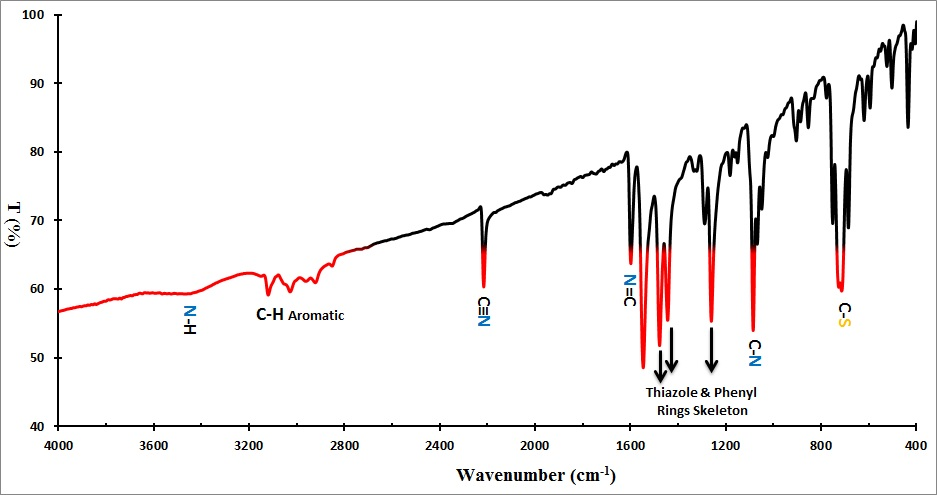 100
90
80
70
60
50
40
T (%)
N-H
C-H Aromatic
C≡N
N=C
C-N
C-S
Thiazole & Phenyl
Rings Skeleton
4000 3600 3200 2800 2400 2000 1600 1200 800 400
Wavenumber (cm⁻¹)